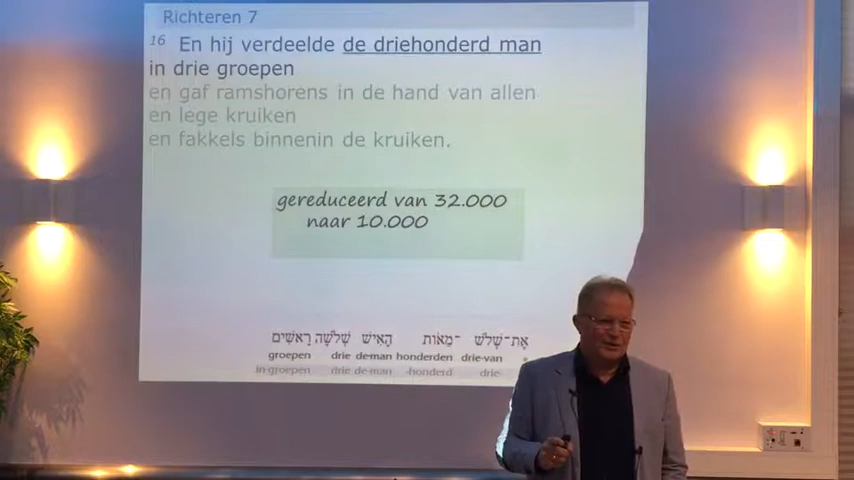 Richteren 7
16 En hij verdeelde de driehonderd man
in drie groepen
en gaf ramshorens in de hand van allen
en lege kruiken
en fakkels binnenin de kruiken.
gereduceerd van 32.000
naar 10.000
אֶת־שְׁלֹשׁ ־מֵאוֹת הָאִישׁ שְׁלֹשָׁה רָאשִׁים
groepen drie de-man honderden drie-van
in groepen drie de man -honderd drie-